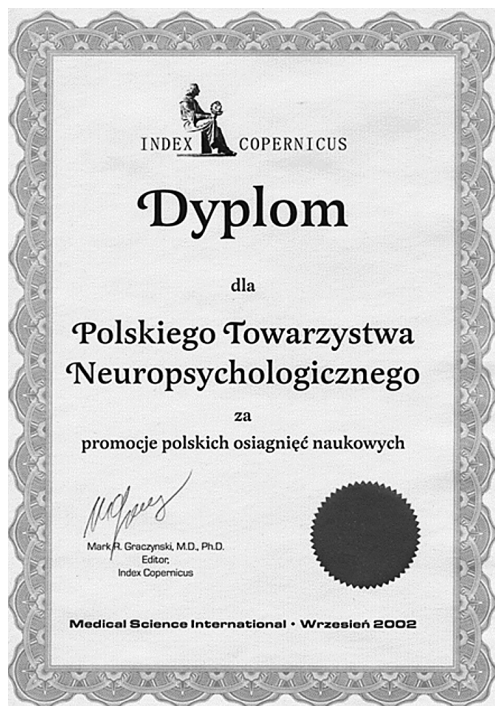 INDEX COPERNICUS
Dyplom
dla
Polskiego Towarzystwa
Neuropsychologicznego
za
promocje polskich osiagnięć naukowych
Mark R. Graczynski, M.D., Ph.D.
Editor,
Index Copernicus
Medical Science International • Wrzesień 2002